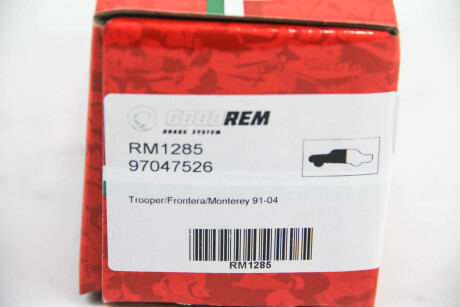 GOODREM
BRAKE SYSTEM
RM1285
97047526
Trooper/Frontera/Monterey 91-04
RM1285